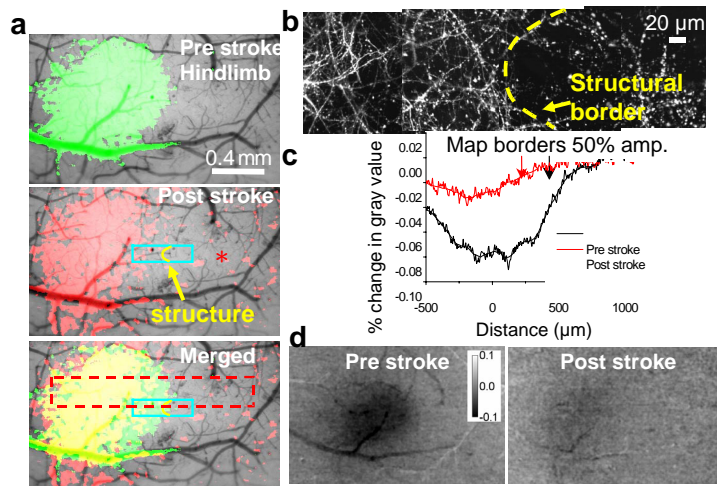 a
Pre stroke
Hindlimb
0.4 mm
Post stroke
*
structure
Merged
b
20 µm
Structural
border
c
Map borders 50% amp.
% change in gray value
0.02
0.00
-0.02
-0.04
-0.06
-0.08
-0.10
-500
0
500
1000
Distance (µm)
Pre stroke
Post stroke
d
Pre stroke
0.1
0.0
-0.1
Post stroke